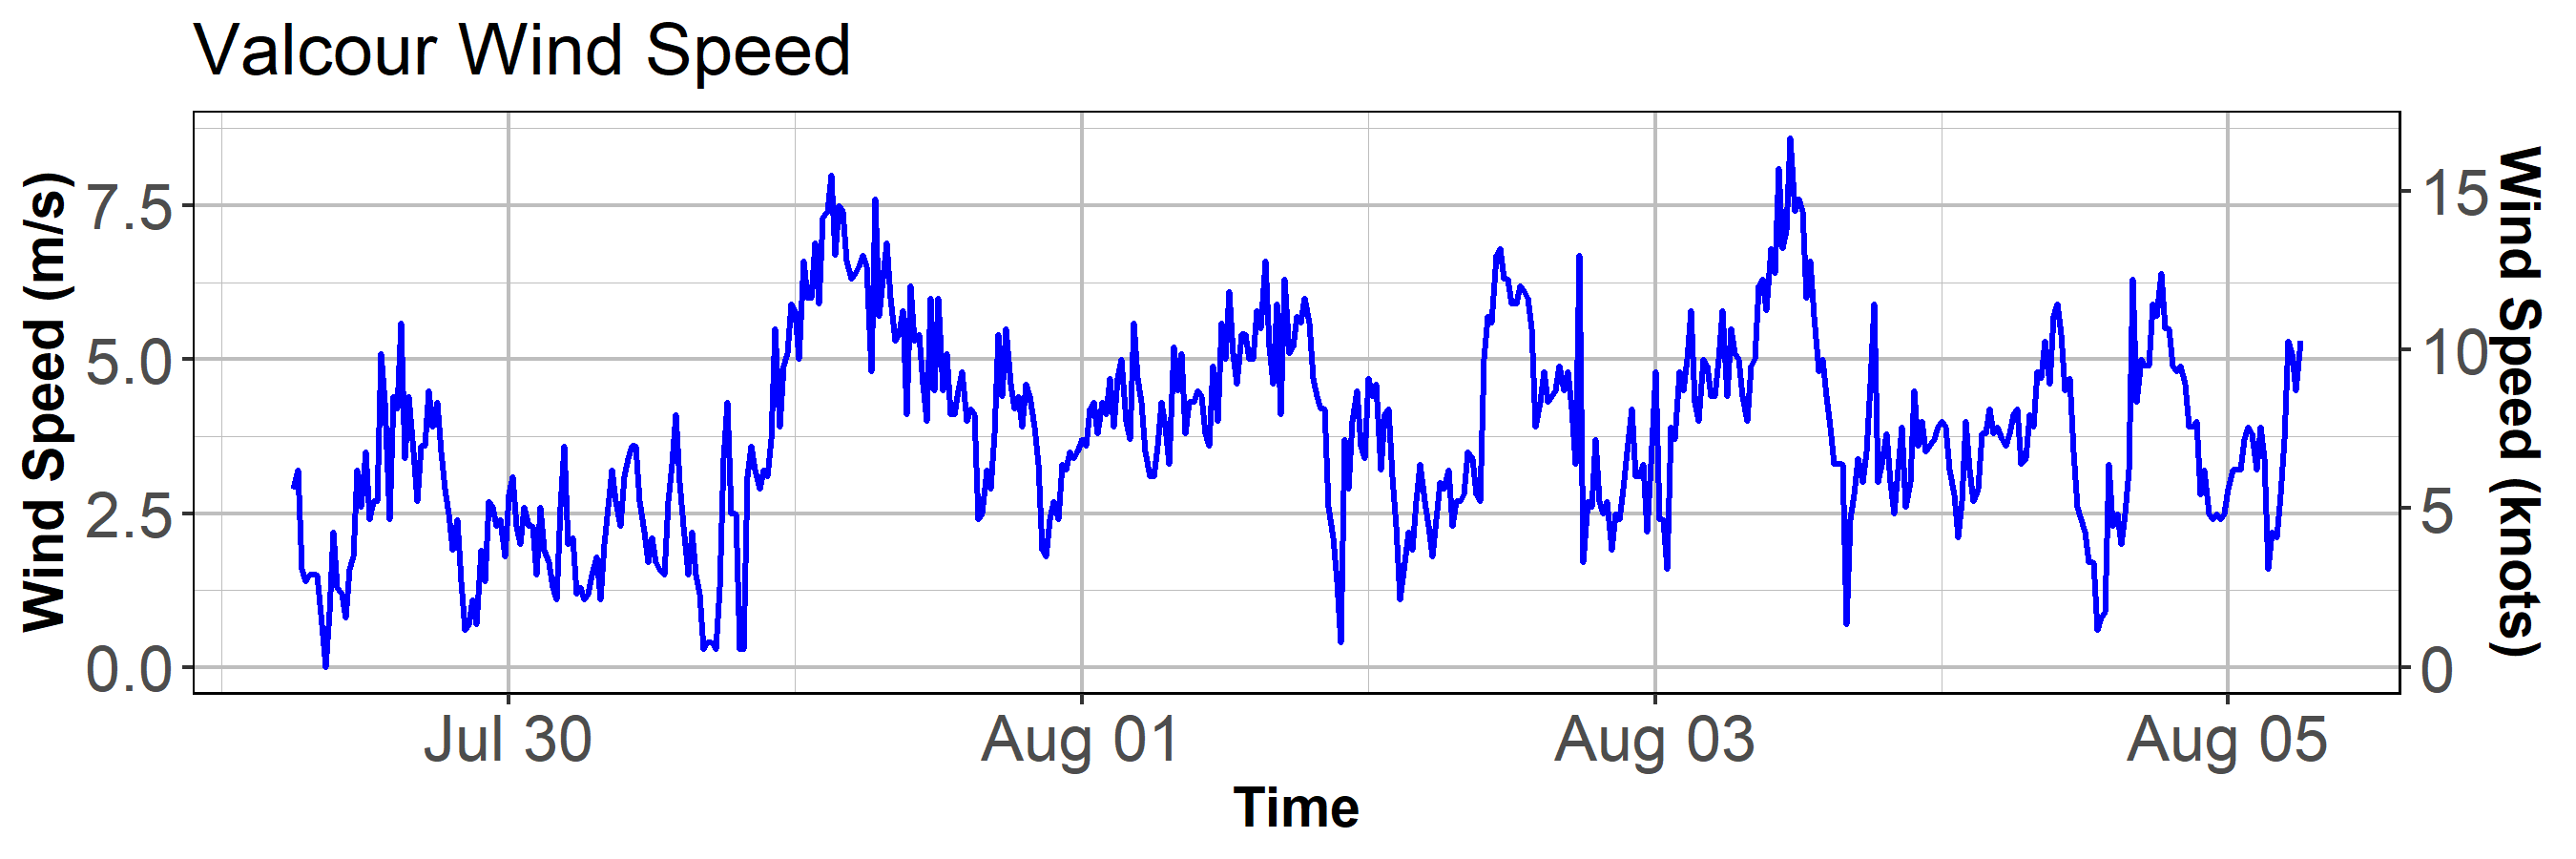 Valcour Wind Speed
Wind Speed (m/s)
7.5
5.0
2.5
0.0
15
10
5
0
Wind Speed (knots)
Jul 30
Aug 01
Aug 03
Aug 05
Time